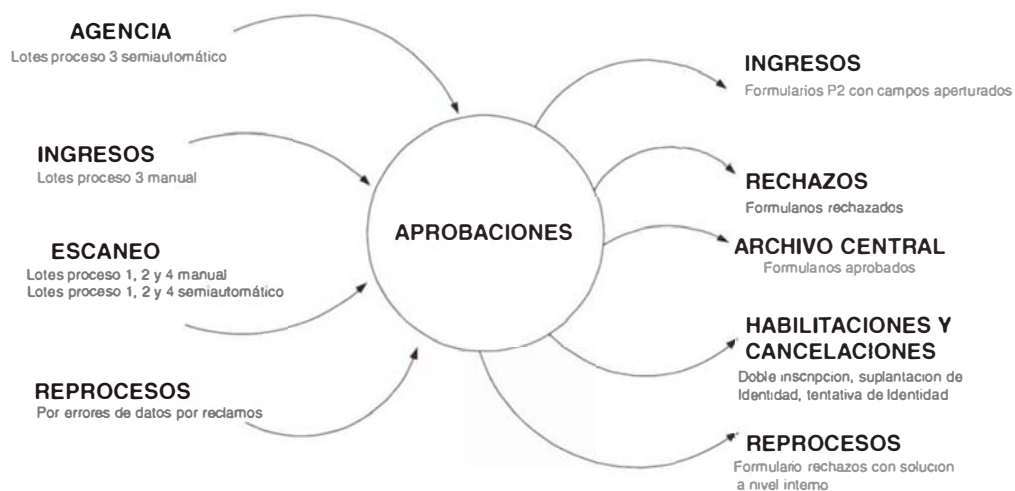 AGENCIA
Lotes proceso 3 semiautomático
INGRESOS
Lotes proceso 3 manual
ESCANEO
Lotes proceso 1, 2 y 4 manual
Lotes proceso 1, 2 y 4 semiautomático
REPROCESOS
Por errores de datos por reclamos
APROBACIONES
INGRESOS
Formularios P2 con campos aperturados
RECHAZOS
Formulanos rechazados
ARCHIVO CENTRAL
Formulanos aprobados
HABILITACIONES Y
CANCELACIONES
Doble inscnpcion, suplantacion de
Identidad, tentativa de Identidad
REPROCESOS
Formulario rechazos con solucion
a nivel interno